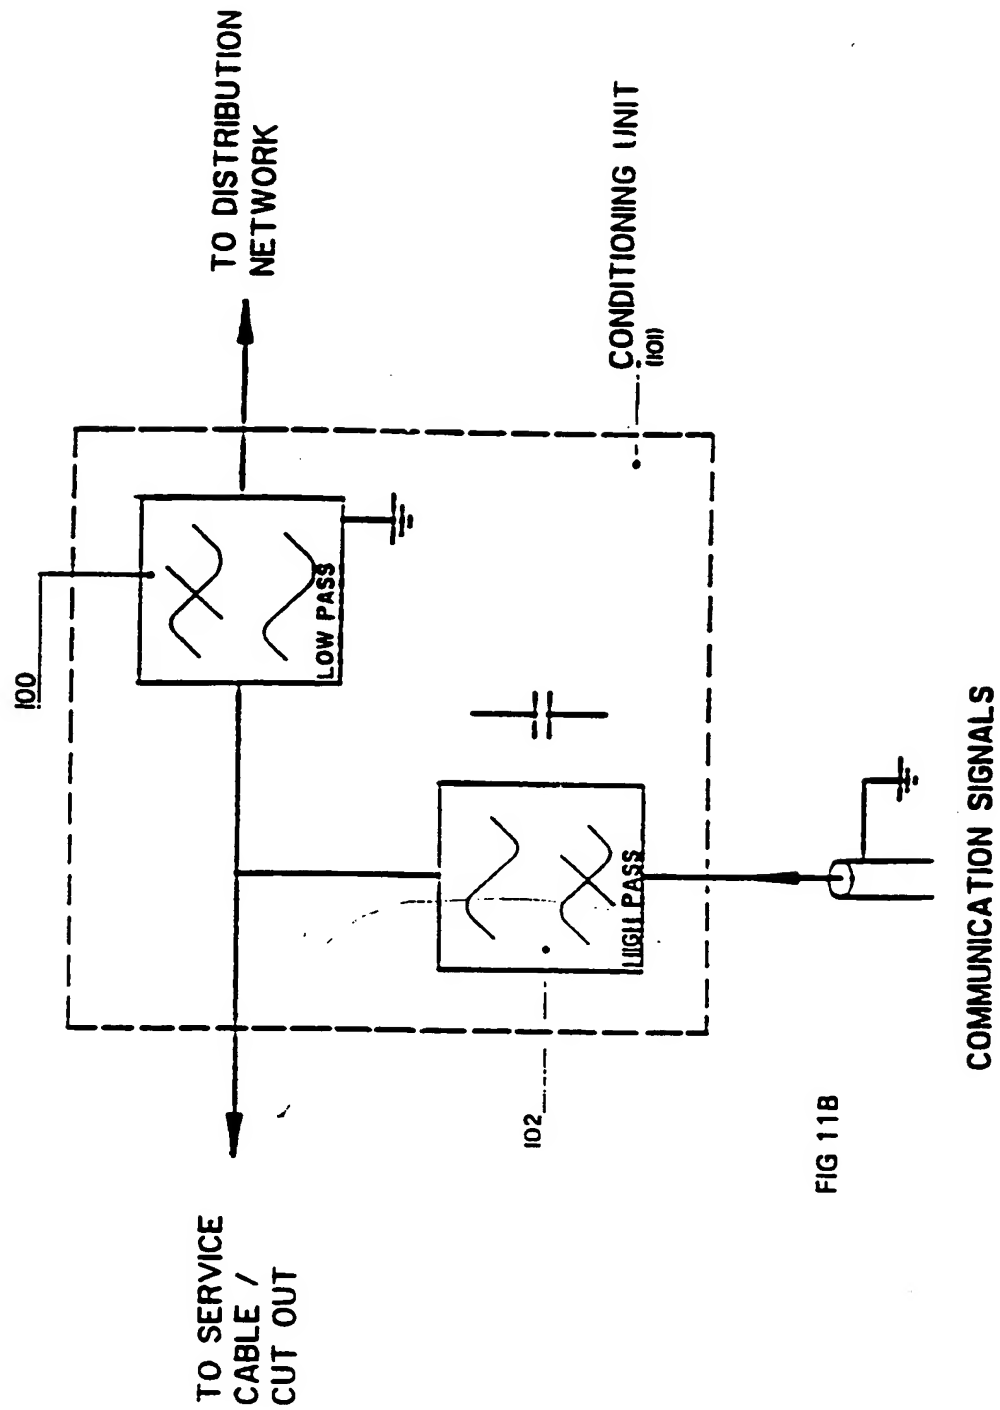 TO DISTRIBUTION
NETWORK
CONDITIONING UNIT
(101)
100
LOW PASS
HIGH PASS
102
TO SERVICE
CABLE /
CUT OUT
COMMUNICATION SIGNALS
FIG 11B